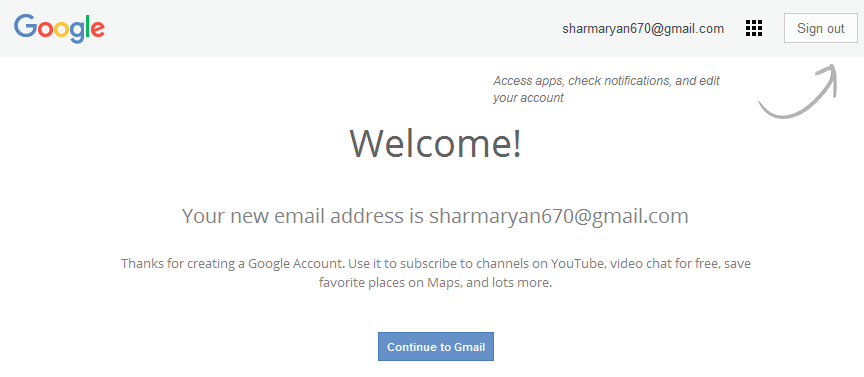 Google
sharmaryan670@gmail.com
Sign out
Access apps, check notifications, and edit
your account
Welcome!
Your new email address is sharmaryan670@gmail.com
Thanks for creating a Google Account. Use it to subscribe to channels on YouTube, video chat for free, save
favorite places on Maps, and lots more.
Continue to Gmail